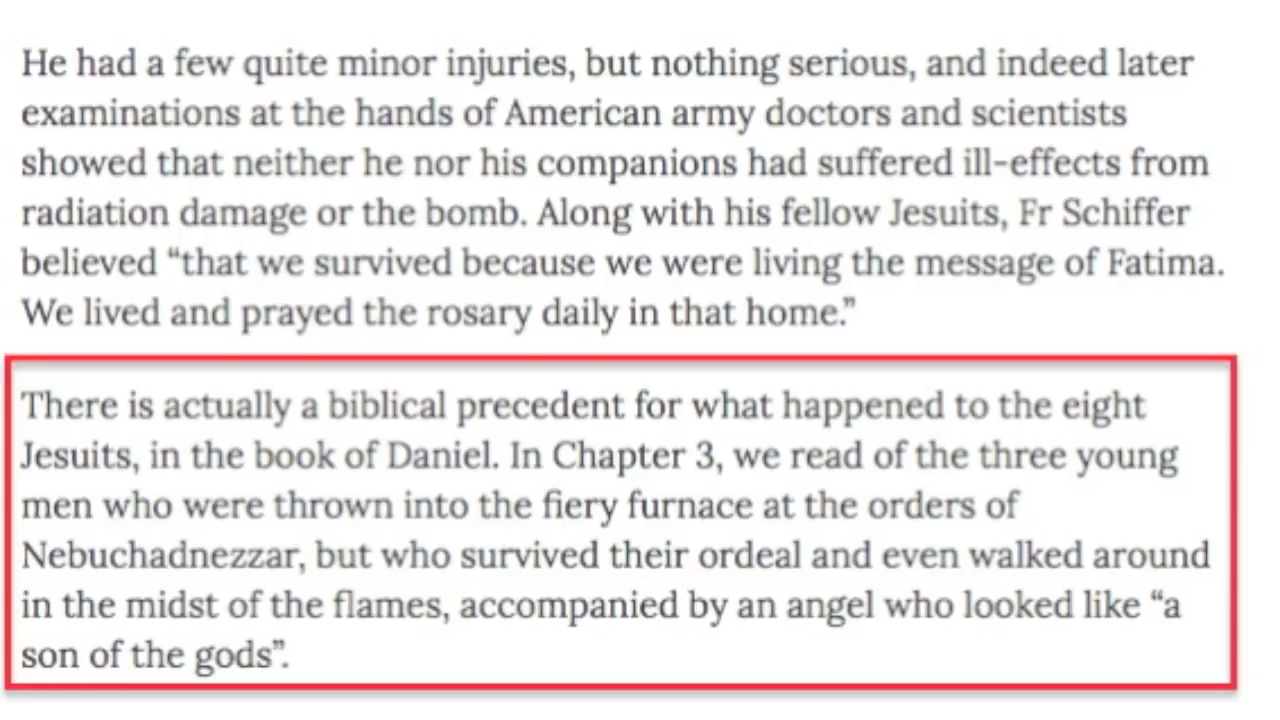 He had a few quite minor injuries, but nothing serious, and indeed later
examinations at the hands of American army doctors and scientists
showed that neither he nor his companions had suffered ill-effects from
radiation damage or the bomb. Along with his fellow Jesuits, Fr Schiffer
believed “that we survived because we were living the message of Fatima.
We lived and prayed the rosary daily in that home.”
There is actually a biblical precedent for what happened to the eight
Jesuits, in the book of Daniel. In Chapter 3, we read of the three young
men who were thrown into the fiery furnace at the orders of
Nebuchadnezzar, but who survived their ordeal and even walked around
in the midst of the flames, accompanied by an angel who looked like “a
son of the gods”.